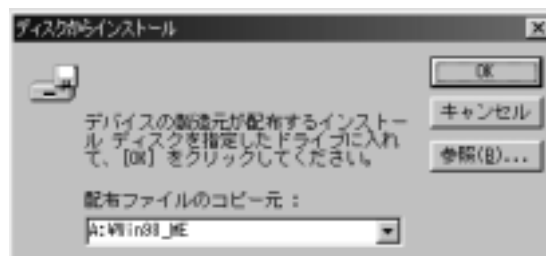 ディスクからインストール
OK
キャンセル
参照(B)...
デバイスの製造元が配布するインストー
ル ディスクを指定したドライブに入れ
て、[OK] をクリックしてください。
配布ファイルのコピー元 :
A:¥Win98_ME